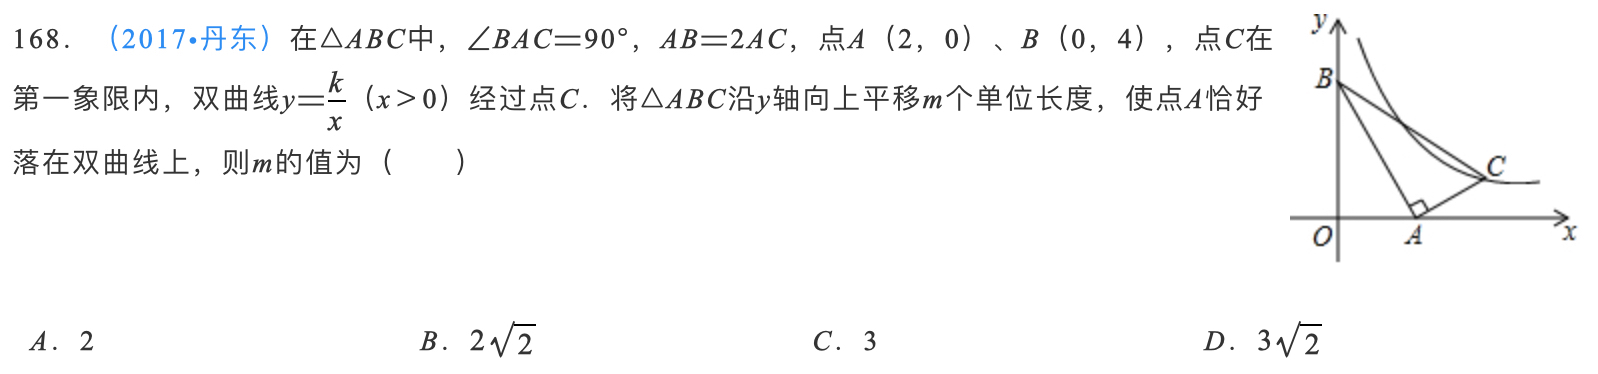 168. （2017•丹东）在△ABC中，∠BAC＝90°，AB＝2AC，点A（2，0）、B（0，4），点C在
第一象限内，双曲线y＝k/x（x＞0）经过点C．将△ABC沿y轴向上平移m个单位长度，使点A恰好
落在双曲线上，则m的值为（　　）
y
B
C
O
A
x
A．2 B．2√2 C．3 D．3√2